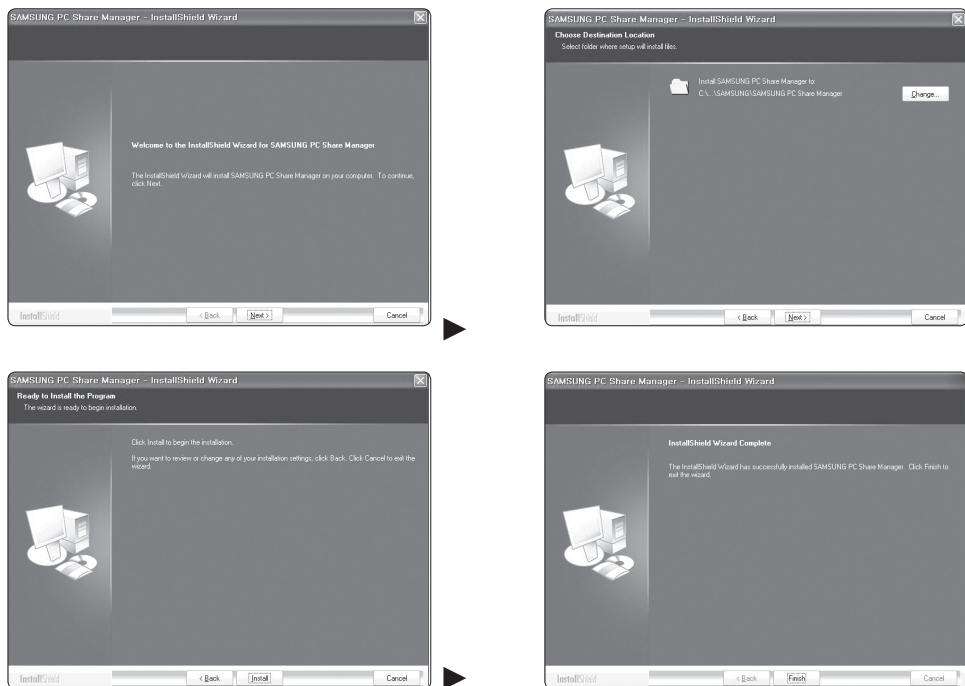 SAMSUNG PC Share Manager - InstallShield Wizard
Welcome to the InstallShield Wizard for SAMSUNG PC Share Manager
The InstallShield Wizard will install SAMSUNG PC Share Manager on your computer. To continue,
click Next.
InstallShield
< Back
Next >
Cancel
SAMSUNG PC Share Manager - InstallShield Wizard
Choose Destination Location
Select folder where setup will install files.
Install SAMSUNG PC Share Manager to:
C:\...\SAMSUNG\SAMSUNG PC Share Manager
Change...
InstallShield
< Back
Next >
Cancel
SAMSUNG PC Share Manager - InstallShield Wizard
Ready to Install the Program
The wizard is ready to begin installation.
Click Install to begin the installation.
If you want to review or change any of your installation settings, click Back. Click Cancel to exit the
wizard.
InstallShield
< Back
Install
Cancel
SAMSUNG PC Share Manager - InstallShield Wizard
InstallShield Wizard Complete
The InstallShield Wizard has successfully installed SAMSUNG PC Share Manager. Click Finish to
exit the wizard.
InstallShield
< Back
Finish
Cancel